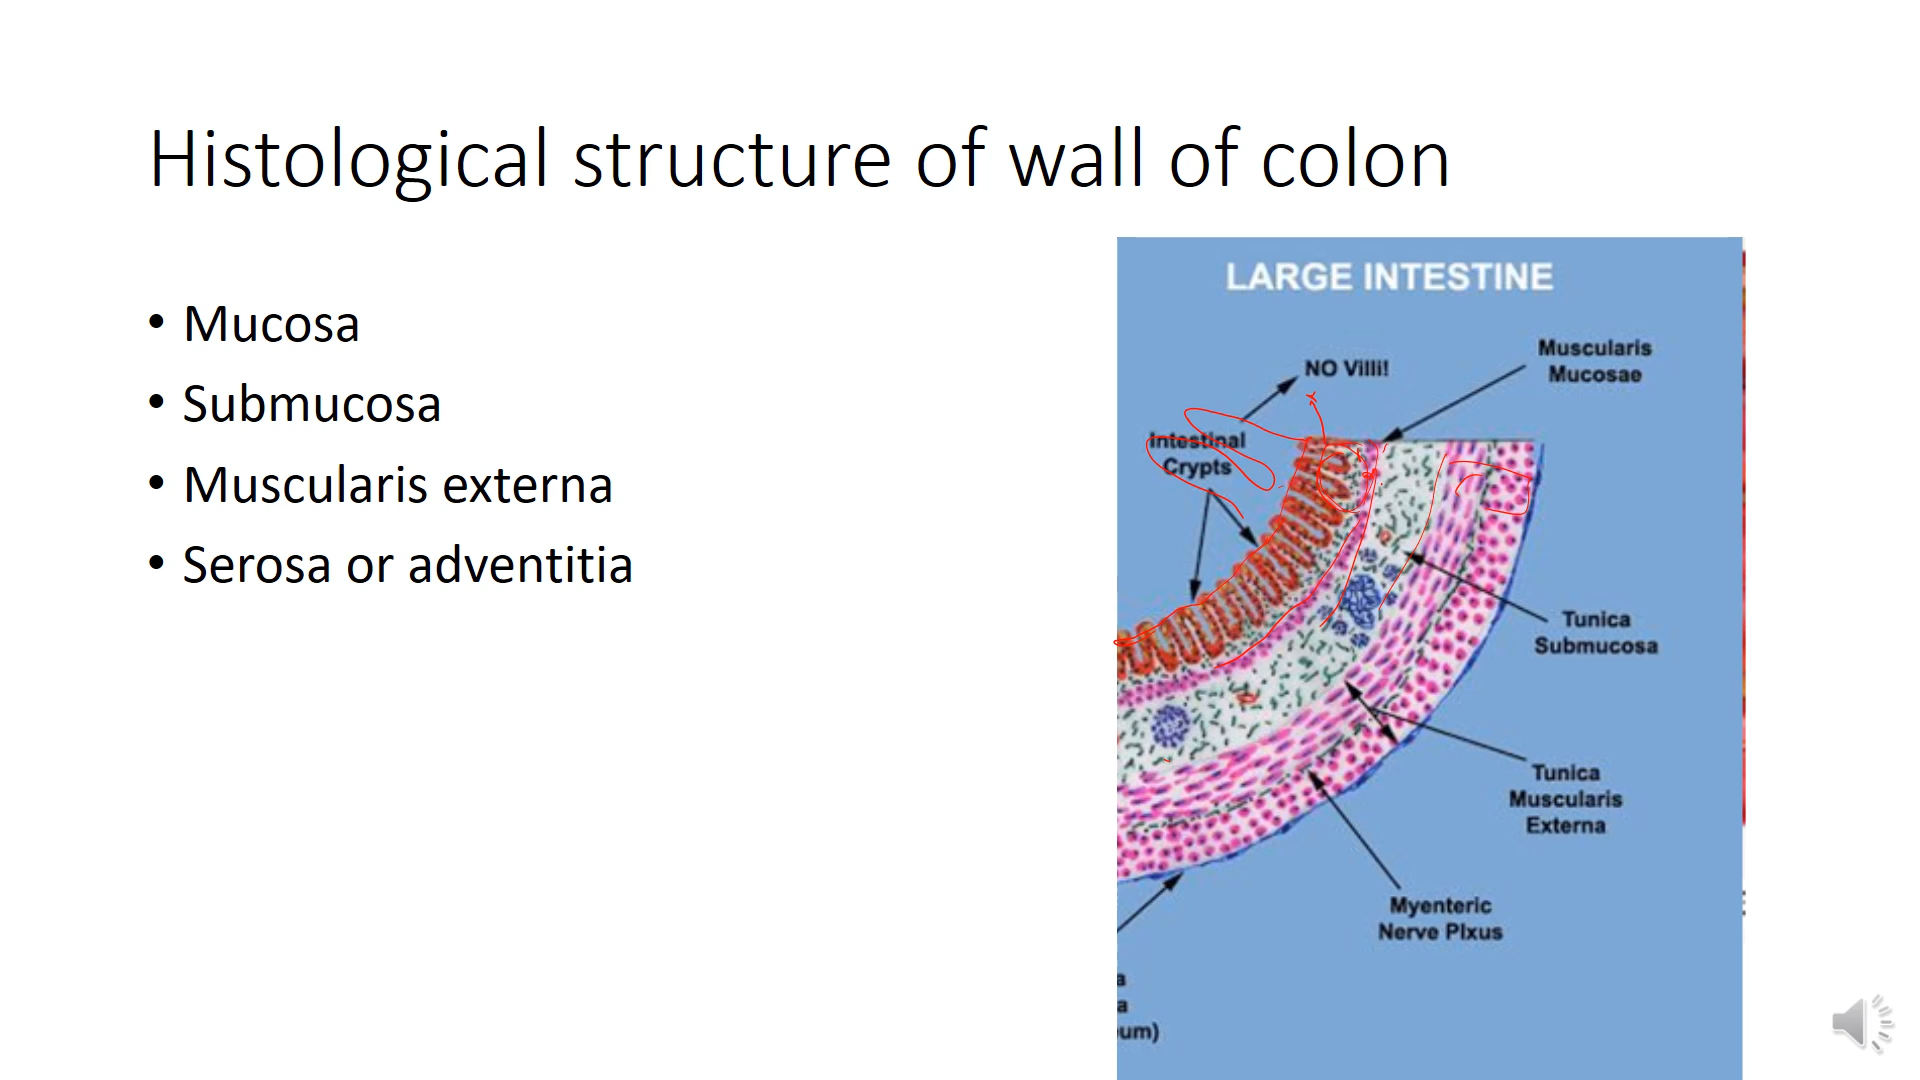 Histological structure of wall of colon
• Mucosa
• Submucosa
• Muscularis externa
• Serosa or adventitia
LARGE INTESTINE
NO Villi!
Muscularis
Mucosae
Intestinal
Crypts
Tunica
Submucosa
Tunica
Muscularis
Externa
Myenteric
Nerve Plxus
a
a
um)